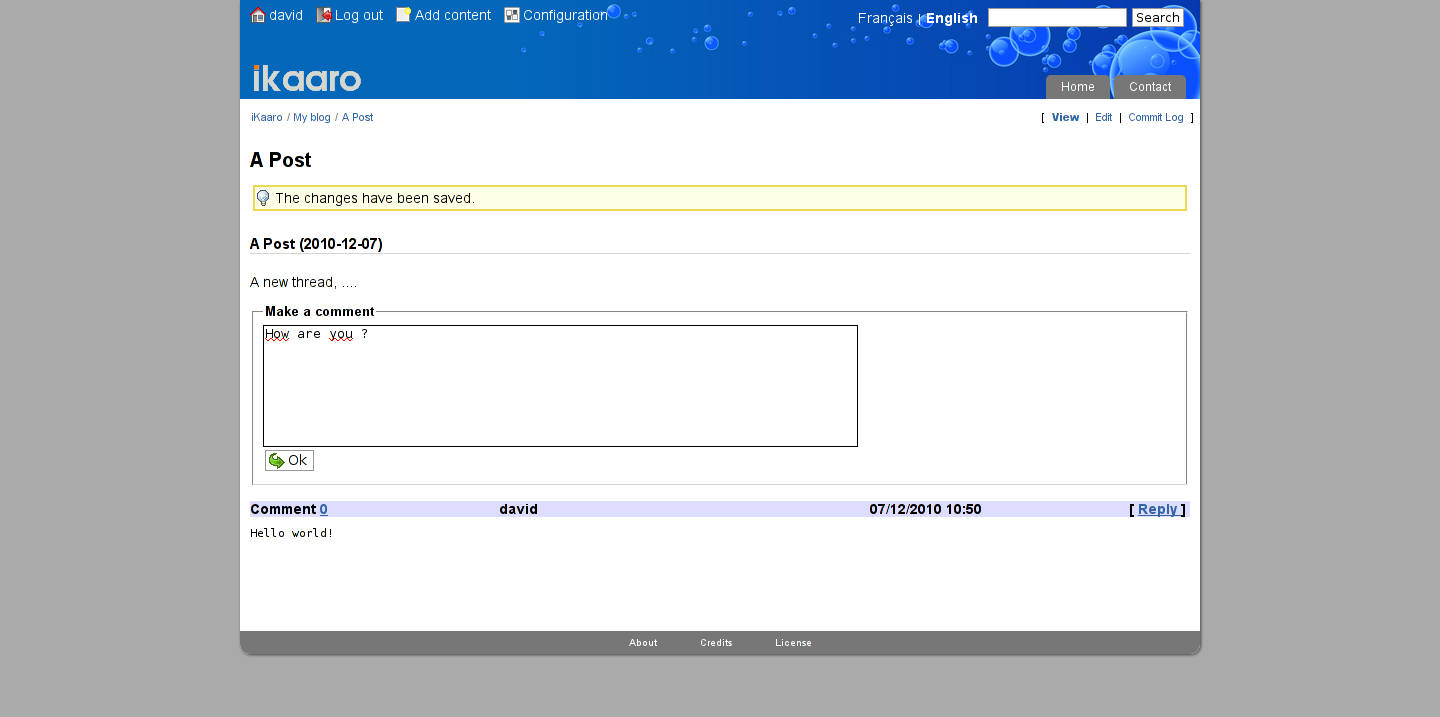 david Log out Add content Configuration Français | English Search
ikaaro
Home Contact
iKaaro / My blog / A Post [ View | Edit | Commit Log ]
A Post
The changes have been saved.
A Post (2010-12-07)
A new thread, ....
Make a comment
How are you ?
Ok
Comment 0 david 07/12/2010 10:50 [ Reply ]
Hello world!
About Credits License